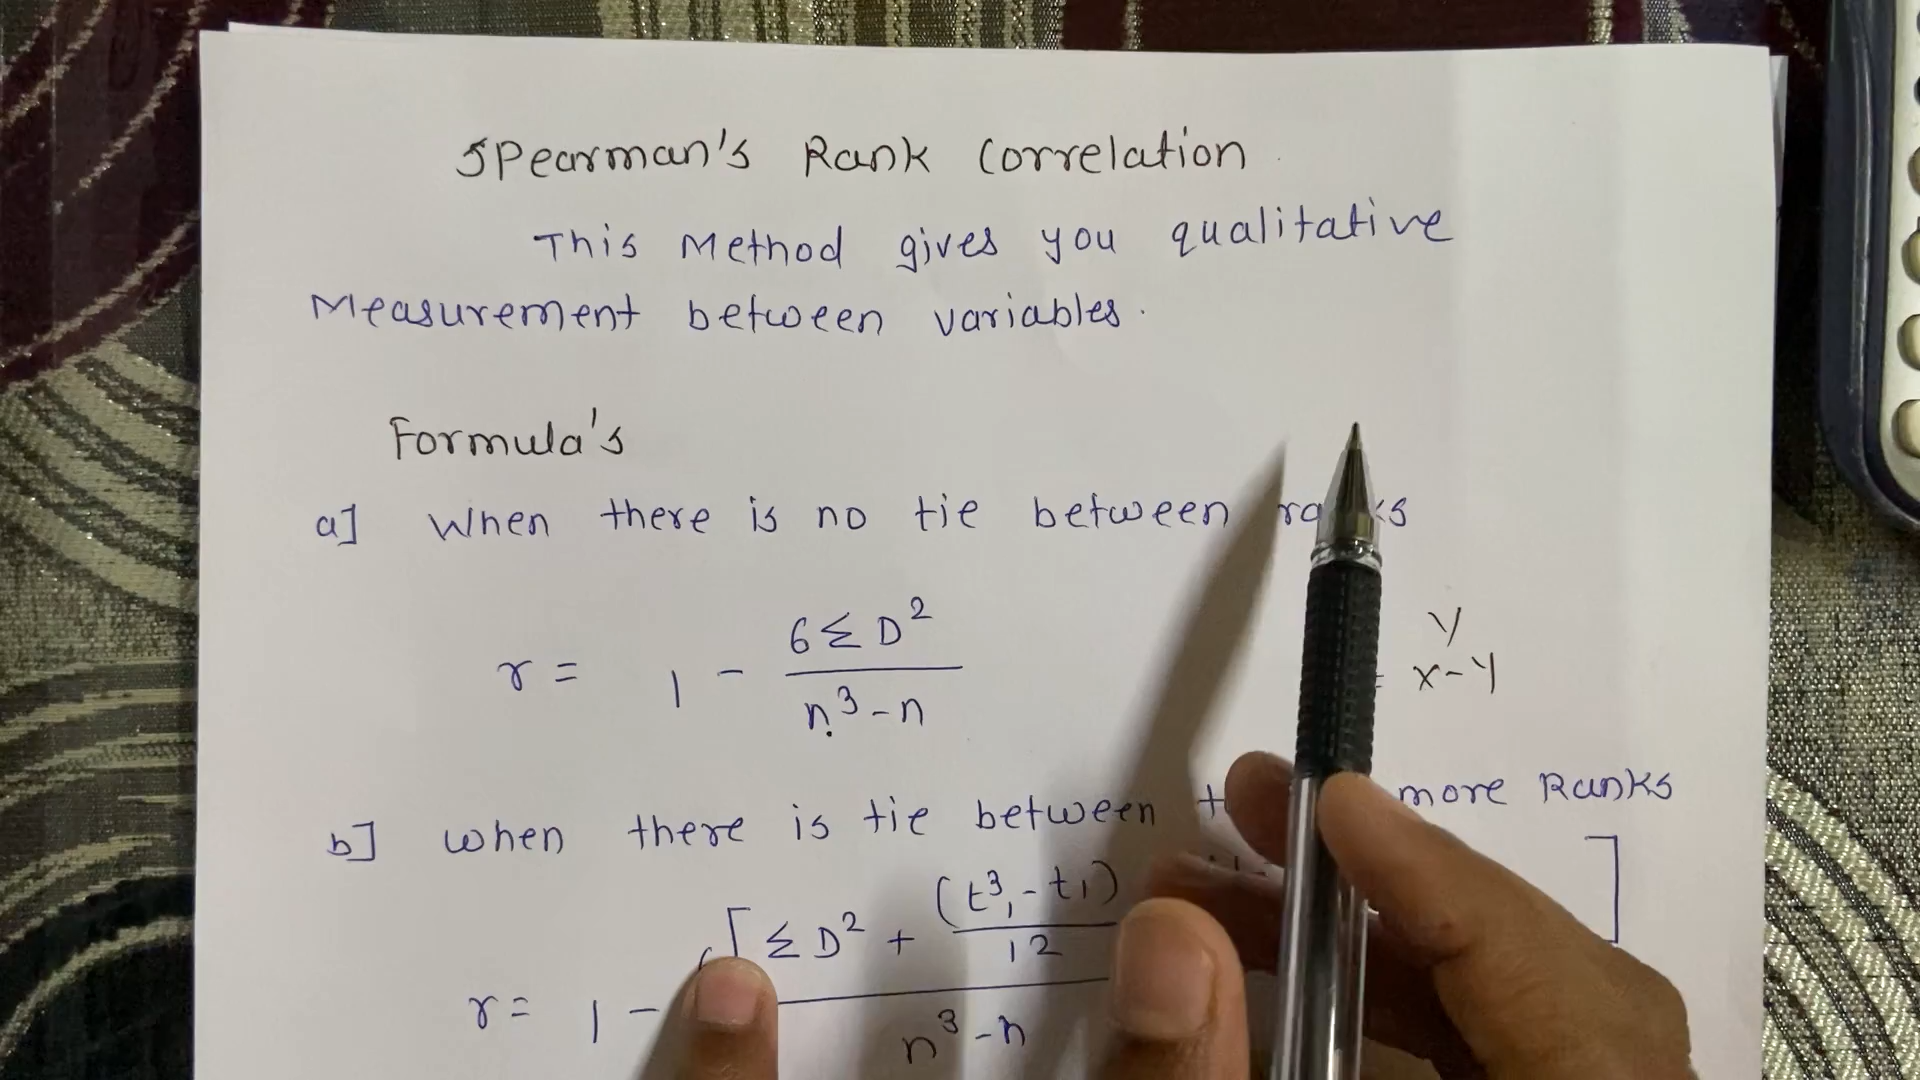 Spearman's Rank Correlation
This Method gives you qualitative
Measurement between variables.
Formula's
a] When there is no tie between
r = 1 - 6ΣD² / n³-n
y
= x-y
b] when there is tie between more Ranks
r = 1 - [ΣD² + (t³₁-t₁)/12 ] / n³-n